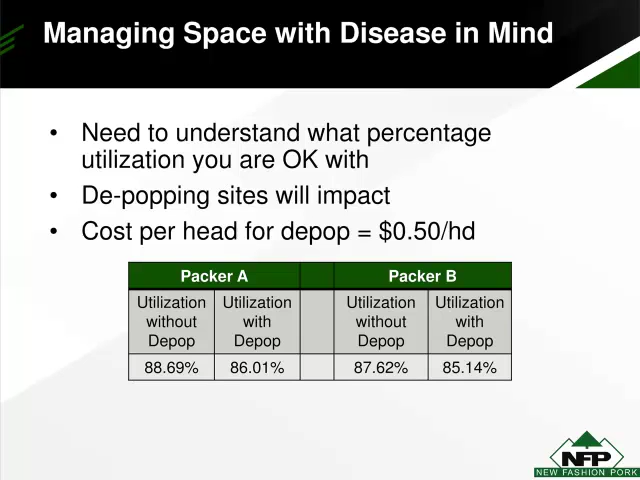 Managing Space with Disease in Mind
• Need to understand what percentage
utilization you are OK with
• De-popping sites will impact
• Cost per head for depop = $0.50/hd
Packer A Packer B
Utilization without Depop Utilization with Depop Utilization without Depop Utilization with Depop
88.69% 86.01% 87.62% 85.14%
NFP
NEW FASHION PORK